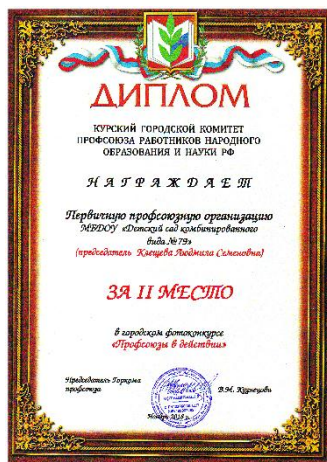 ДИПЛОМ
КУРСКИЙ ГОРОДСКОЙ КОМИТЕТ
ПРОФСОЮЗА РАБОТНИКОВ НАРОДНОГО
ОБРАЗОВАНИЯ И НАУКИ РФ
НАГРАЖДАЕТ
Первичную профсоюзную организацию
МБДОУ «Детский сад комбинированного
вида №79»
(председатель Клещева Людмила Семеновна)
ЗА II МЕСТО
в городском фотоконкурсе
«Профсоюзы в действии»
Председатель Горкома
профсоюза В.М.
Ноябрь